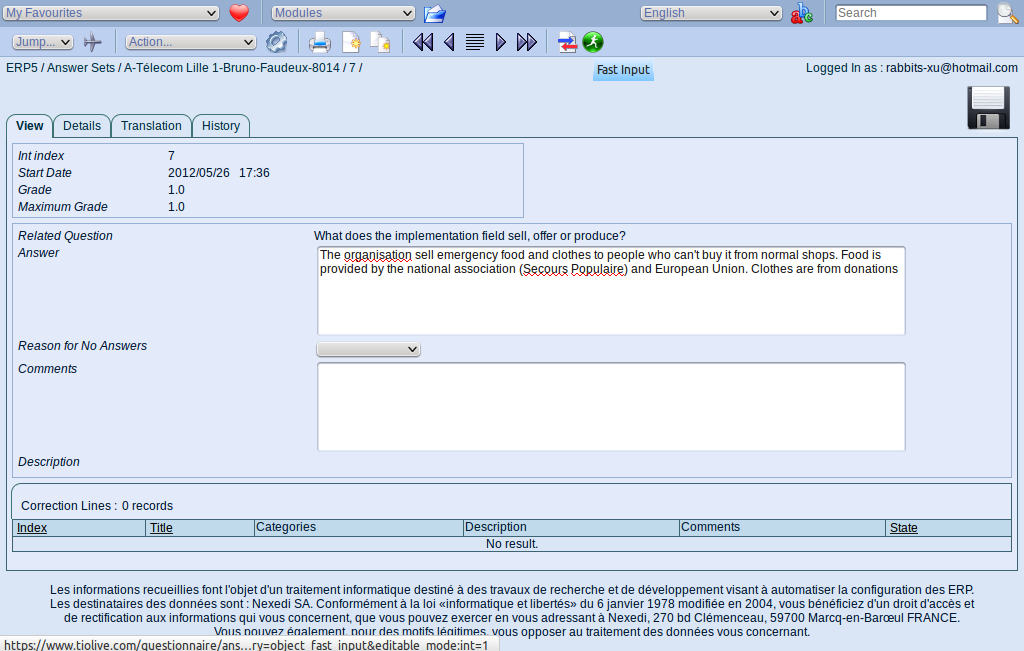 My Favourites Modules English Search
Jump... Action...
ERP5 / Answer Sets / A-Télecom Lille 1-Bruno-Faudeux-8014 / 7 / Fast Input Logged In as : rabbits-xu@hotmail.com
View Details Translation History
Int index 7
Start Date 2012/05/26 17:36
Grade 1.0
Maximum Grade 1.0
Related Question What does the implementation field sell, offer or produce?
Answer
The organisation sell emergency food and clothes to people who can't buy it from normal shops. Food is
provided by the national association (Secours Populaire) and European Union. Clothes are from donations
Reason for No Answers
Comments
Description
Correction Lines : 0 records
Index Title Categories Description Comments State
No result.
Les informations recueillies font l'objet d'un traitement informatique destiné à des travaux de recherche et de développement visant à automatiser la configuration des ERP.
Les destinataires des données sont : Nexedi SA. Conformément à la loi «informatique et libertés» du 6 janvier 1978 modifiée en 2004, vous bénéficiez d'un droit d'accès et
de rectification aux informations qui vous concernent, que vous pouvez exercer en vous adressant à Nexedi, 270 bd Clémenceau, 59700 Marcq-en-Barœul FRANCE.
Vous pouvez également, pour des motifs légitimes, vous opposer au traitement des données vous concernant.
https://www.tiolive.com/questionnaire/ans...ry=object_fast_input&editable_mode:int=1